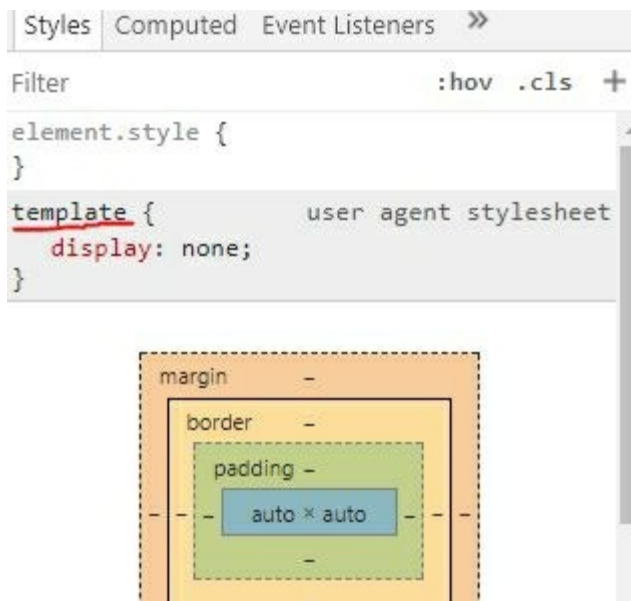 Styles Computed Event Listeners »
Filter :hov .cls +
element.style {
}
template { user agent stylesheet
display: none;
}
margin –
border –
padding –
– – – auto × auto – – –
–